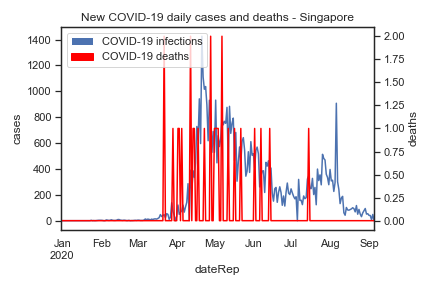 New COVID-19 daily cases and deaths - Singapore
COVID-19 infections
COVID-19 deaths
1400
1200
1000
800
600
400
200
0
cases
2.00
1.75
1.50
1.25
1.00
0.75
0.50
0.25
0.00
deaths
Jan Feb Mar Apr May Jun Jul Aug Sep
2020
dateRep